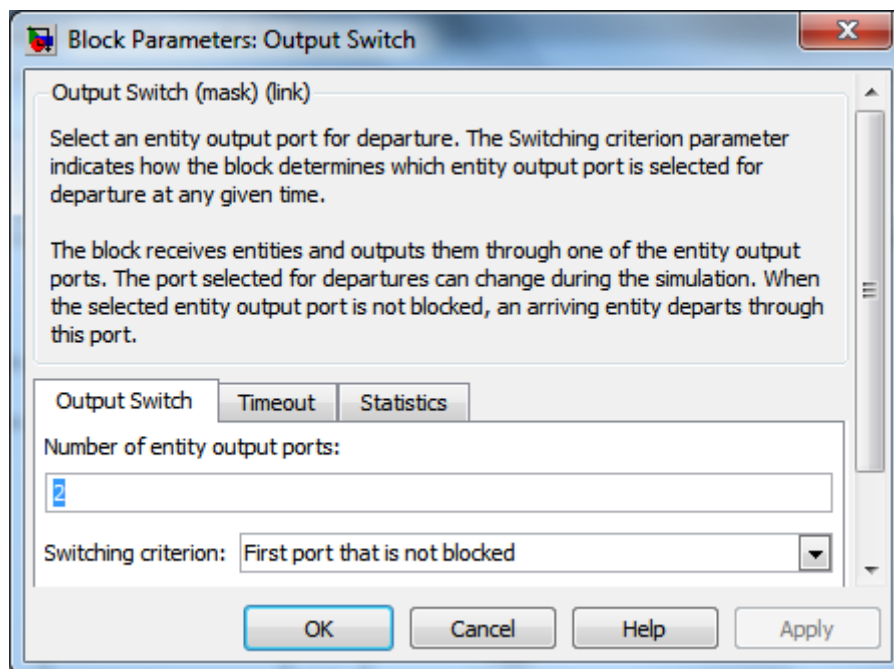 Block Parameters: Output Switch
Output Switch (mask) (link)
Select an entity output port for departure. The Switching criterion parameter
indicates how the block determines which entity output port is selected for
departure at any given time.
The block receives entities and outputs them through one of the entity output
ports. The port selected for departures can change during the simulation. When
the selected entity output port is not blocked, an arriving entity departs through
this port.
Output Switch Timeout Statistics
Number of entity output ports:
2
Switching criterion: First port that is not blocked
OK Cancel Help Apply